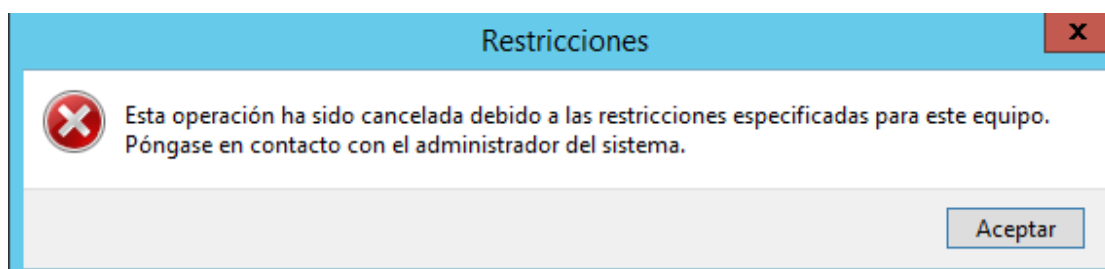 Restricciones
x
Esta operación ha sido cancelada debido a las restricciones especificadas para este equipo.
Póngase en contacto con el administrador del sistema.
Aceptar